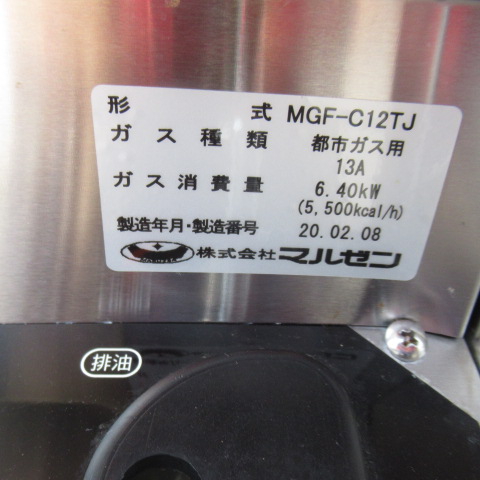 形 式 MGF-C12TJ
ガス種類 都市ガス用
13A
ガス消費量 6.40kW
(5,500kcal/h)
製造年月・製造番号 20.02.08
株式会社 マルゼン
排油